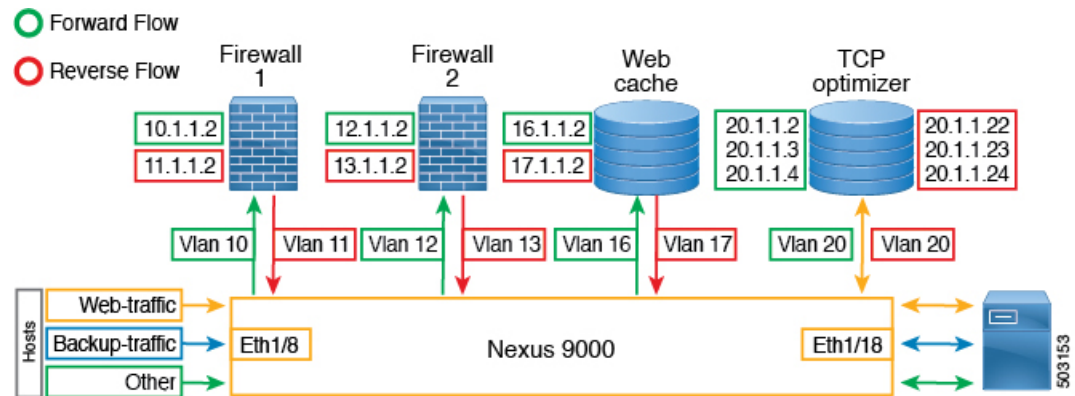 Forward Flow
Reverse Flow
Firewall
1
Firewall
2
Web
cache
TCP
optimizer
10.1.1.2
11.1.1.2
12.1.1.2
13.1.1.2
16.1.1.2
17.1.1.2
20.1.1.2
20.1.1.3
20.1.1.4
20.1.1.22
20.1.1.23
20.1.1.24
Vlan 10
Vlan 11
Vlan 12
Vlan 13
Vlan 16
Vlan 17
Vlan 20
Vlan 20
Hosts
Web-traffic
Backup-traffic
Other
Eth1/8
Nexus 9000
Eth1/18
503153